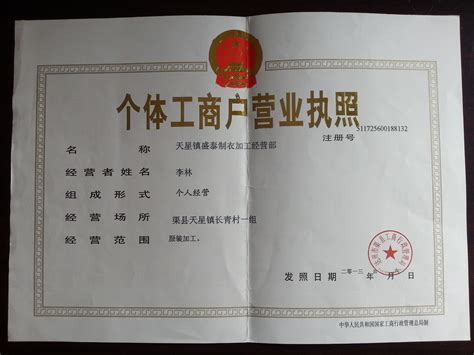 个体工商户营业执照
注册号
511725600188132
名 称 天星镇盛泰制衣加工经营部
经营者姓名 李林
组成形式 个人经营
经营场所 渠县天星镇长青村一组
经营范围 服装加工。
发照日期 二〇一三年 月 日
中华人民共和国国家工商行政管理总局制